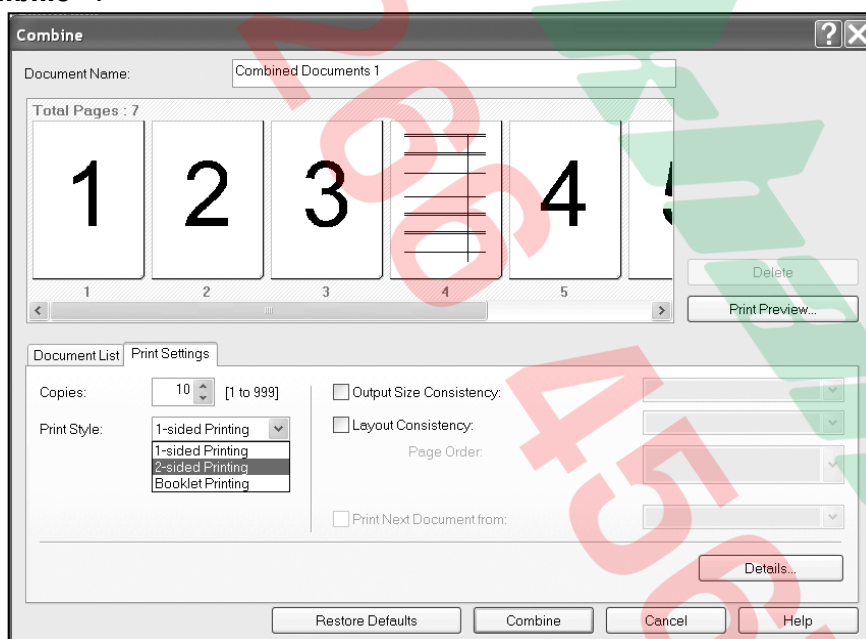 Combine
Document Name: Combined Documents 1
Total Pages : 7
1 2 3 4
1 2 3 4 5
Delete
Print Preview...
Document List Print Settings
Copies: 10 [1 to 999] Output Size Consistency:
Print Style: 1-sided Printing Layout Consistency:
1-sided Printing Page Order:
2-sided Printing
Booklet Printing
Print Next Document from:
Details...
Restore Defaults Combine Cancel Help
266
456